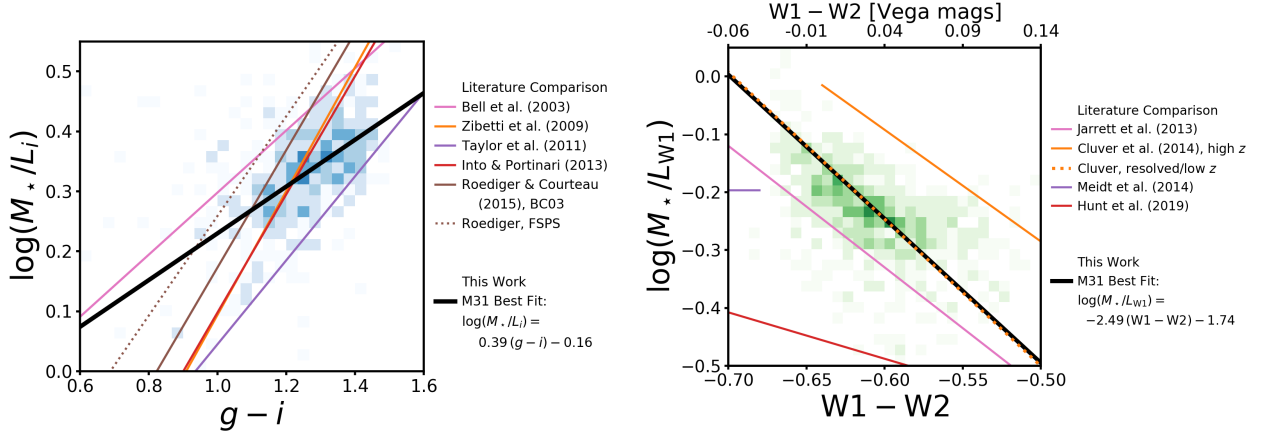 0.5
0.4
0.3
0.2
0.1
0.0
log(M⋆/Li)
0.6 0.8 1.0 1.2 1.4 1.6
g − i
Literature Comparison
Bell et al. (2003)
Zibetti et al. (2009)
Taylor et al. (2011)
Into & Portinari (2013)
Roediger & Courteau
(2015), BC03
Roediger, FSPS
This Work
M31 Best Fit:
log(M⋆/Li) =
0.39 (g − i) − 0.16
W1 − W2 [Vega mags]
-0.06 -0.01 0.04 0.09 0.14
0.0
−0.1
−0.2
−0.3
−0.4
−0.5
log(M⋆/LW1)
−0.70 −0.65 −0.60 −0.55 −0.50
W1 − W2
Literature Comparison
Jarrett et al. (2013)
Cluver et al. (2014), high z
Cluver, resolved/low z
Meidt et al. (2014)
Hunt et al. (2019)
This Work
M31 Best Fit:
log(M⋆/LW1) =
−2.49 (W1 − W2) − 1.74